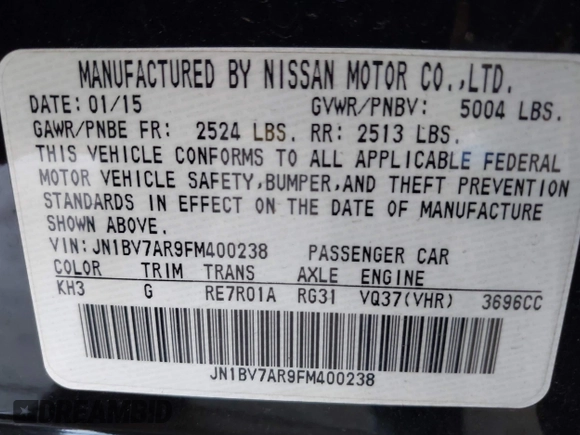 MANUFACTURED BY NISSAN MOTOR CO.,LTD.
DATE: 01/15 GVWR/PNBV: 5004 LBS.
GAWR/PNBE FR: 2524 LBS. RR: 2513 LBS.
THIS VEHICLE CONFORMS TO ALL APPLICABLE FEDERAL
MOTOR VEHICLE SAFETY,BUMPER,AND THEFT PREVENTION
STANDARDS IN EFFECT ON THE DATE OF MANUFACTURE
SHOWN ABOVE.
VIN:JN1BV7AR9FM400238 PASSENGER CAR
COLOR TRIM TRANS AXLE ENGINE
KH3 G RE7R01A RG31 VQ37(VHR) 3696CC
JN1BV7AR9FM400238
DREAMBID